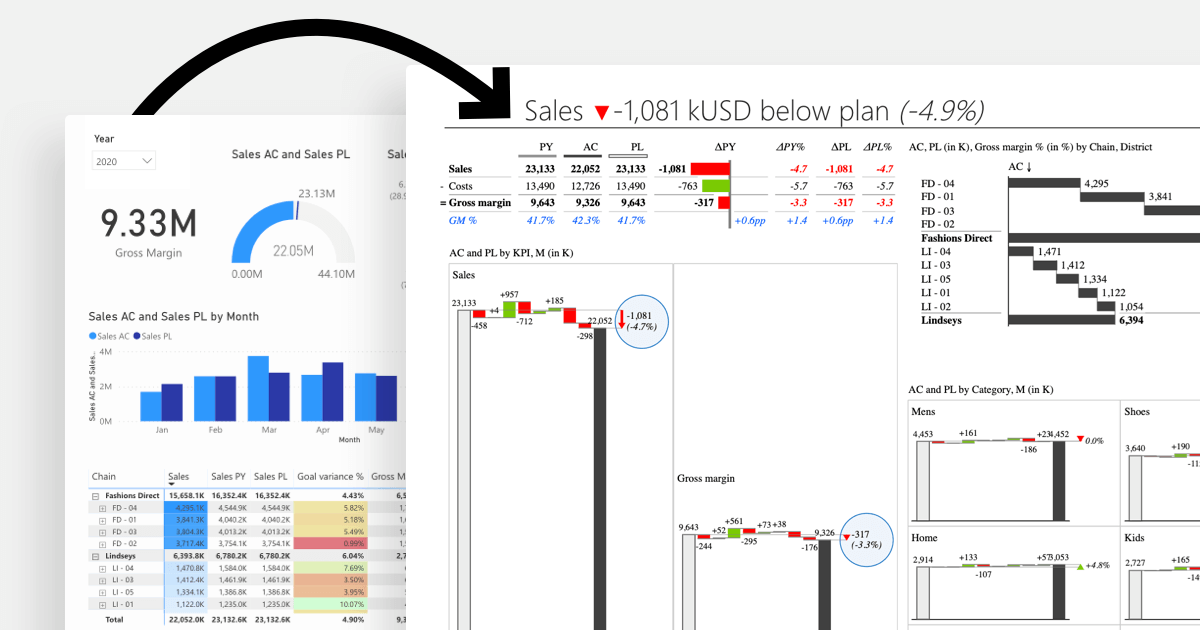 Year
2020
9.33M
Gross Margin
Sales AC and Sales PL
23.13M
22.05M
0.00M 44.10M
Sales AC and Sales PL by Month
Sales AC Sales PL
Sales AC and Sales...
4M
2M
0M
Jan Feb Mar Apr May
Month
Chain Sales Sales PY Sales PL Goal variance % Gross M
Fashions Direct 15,658.1K 16,352.4K 16,352.4K 4.43%
FD - 04 4,295.1K 4,544.9K 4,544.9K 5.82%
FD - 01 3,841.3K 4,040.2K 4,040.2K 5.18%
FD - 03 3,804.3K 4,013.2K 4,013.2K 5.49%
FD - 02 3,717.4K 3,754.1K 3,754.1K 0.99%
Lindseys 6,393.8K 6,780.2K 6,780.2K 6.04% 2,7
LI - 04 1,470.8K 1,584.0K 1,584.0K 7.69%
LI - 03 1,412.4K 1,461.9K 1,461.9K 3.50%
LI - 05 1,334.1K 1,386.8K 1,386.8K 3.95%
LI - 01 1,122.0K 1,235.0K 1,235.0K 10.07%
Total 22,052.0K 23,132.6K 23,132.6K 4.90% 9,3
Sales -1,081 kUSD below plan (-4.9%)
PY AC PL ΔPY ΔPY% ΔPL ΔPL%
Sales 23,133 22,052 23,133 -1,081 -4.7 -1,081 -4.7
- Costs 13,490 12,726 13,490 -763 -5.7 -763 -5.7
= Gross margin 9,643 9,326 9,643 -317 -3.3 -317 -3.3
GM % 41.7% 42.3% 41.7% +0.6pp +1.4 +0.6pp +1.4
AC and PL by KPI, M (in K)
Sales
23,133 -458 +4 +957 -712 +185 -298 22,052 -1,081
(-4.7%)
Gross margin
9,643 -244 +52 +561 -295 +73 +38 -176 9,326 -317
(-3.3%)
AC, PL (in K), Gross margin % (in %) by Chain, District
AC ↓
FD - 04 4,295
FD - 01 3,841
FD - 03
FD - 02
Fashions Direct
LI - 04 1,471
LI - 03 1,412
LI - 05 1,334
LI - 01 1,122
LI - 02 1,054
Lindseys 6,394
AC and PL by Category, M (in K)
Mens
4,453 +161 -186 +23 4,452 0.0%
Shoes
3,640 +190
Home
2,914 +133 -107 +57 3,053 +4.8%
Kids
2,727 +165